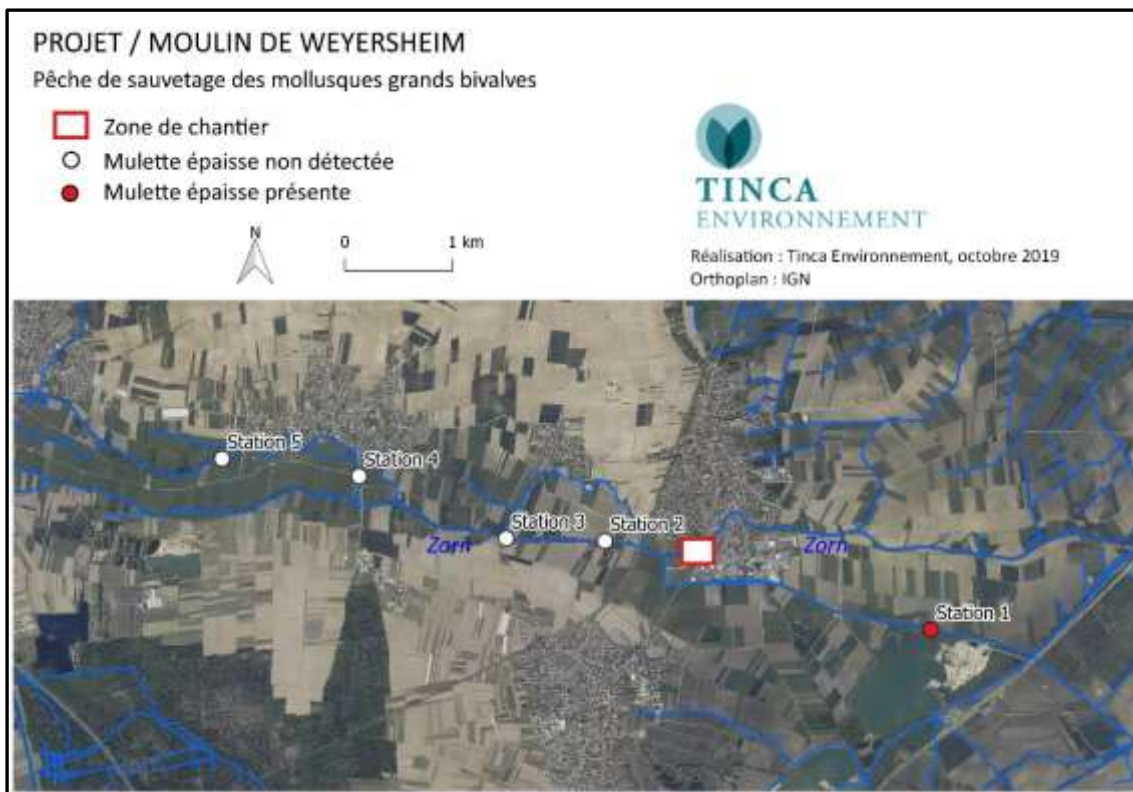 PROJET / MOULIN DE WEYERSHEIM
Pêche de sauvetage des mollusques grands bivalves
Zone de chantier
Mulette épaisse non détectée
Mulette épaisse présente
N
0 1 km
TINCA
ENVIRONNEMENT
Réalisation : Tinca Environnement, octobre 2019
Orthoplan : IGN
Station 5
Station 4
Station 3
Station 2
Zorn
Zorn
Station 1